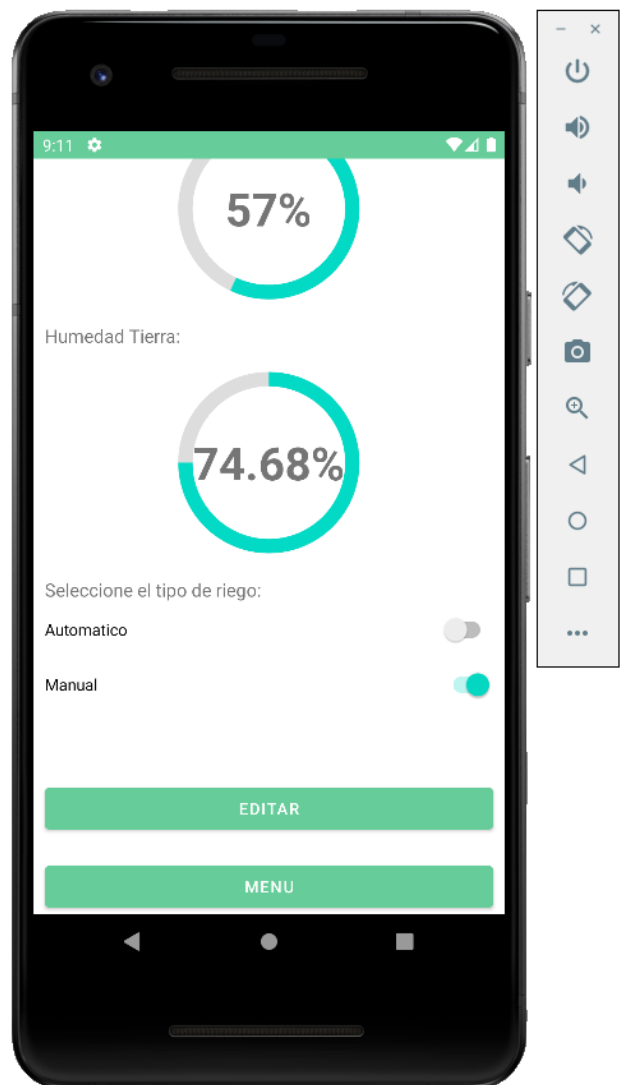 9:11
57%
Humedad Tierra:
74.68%
Seleccione el tipo de riego:
Automatico
Manual
EDITAR
MENU